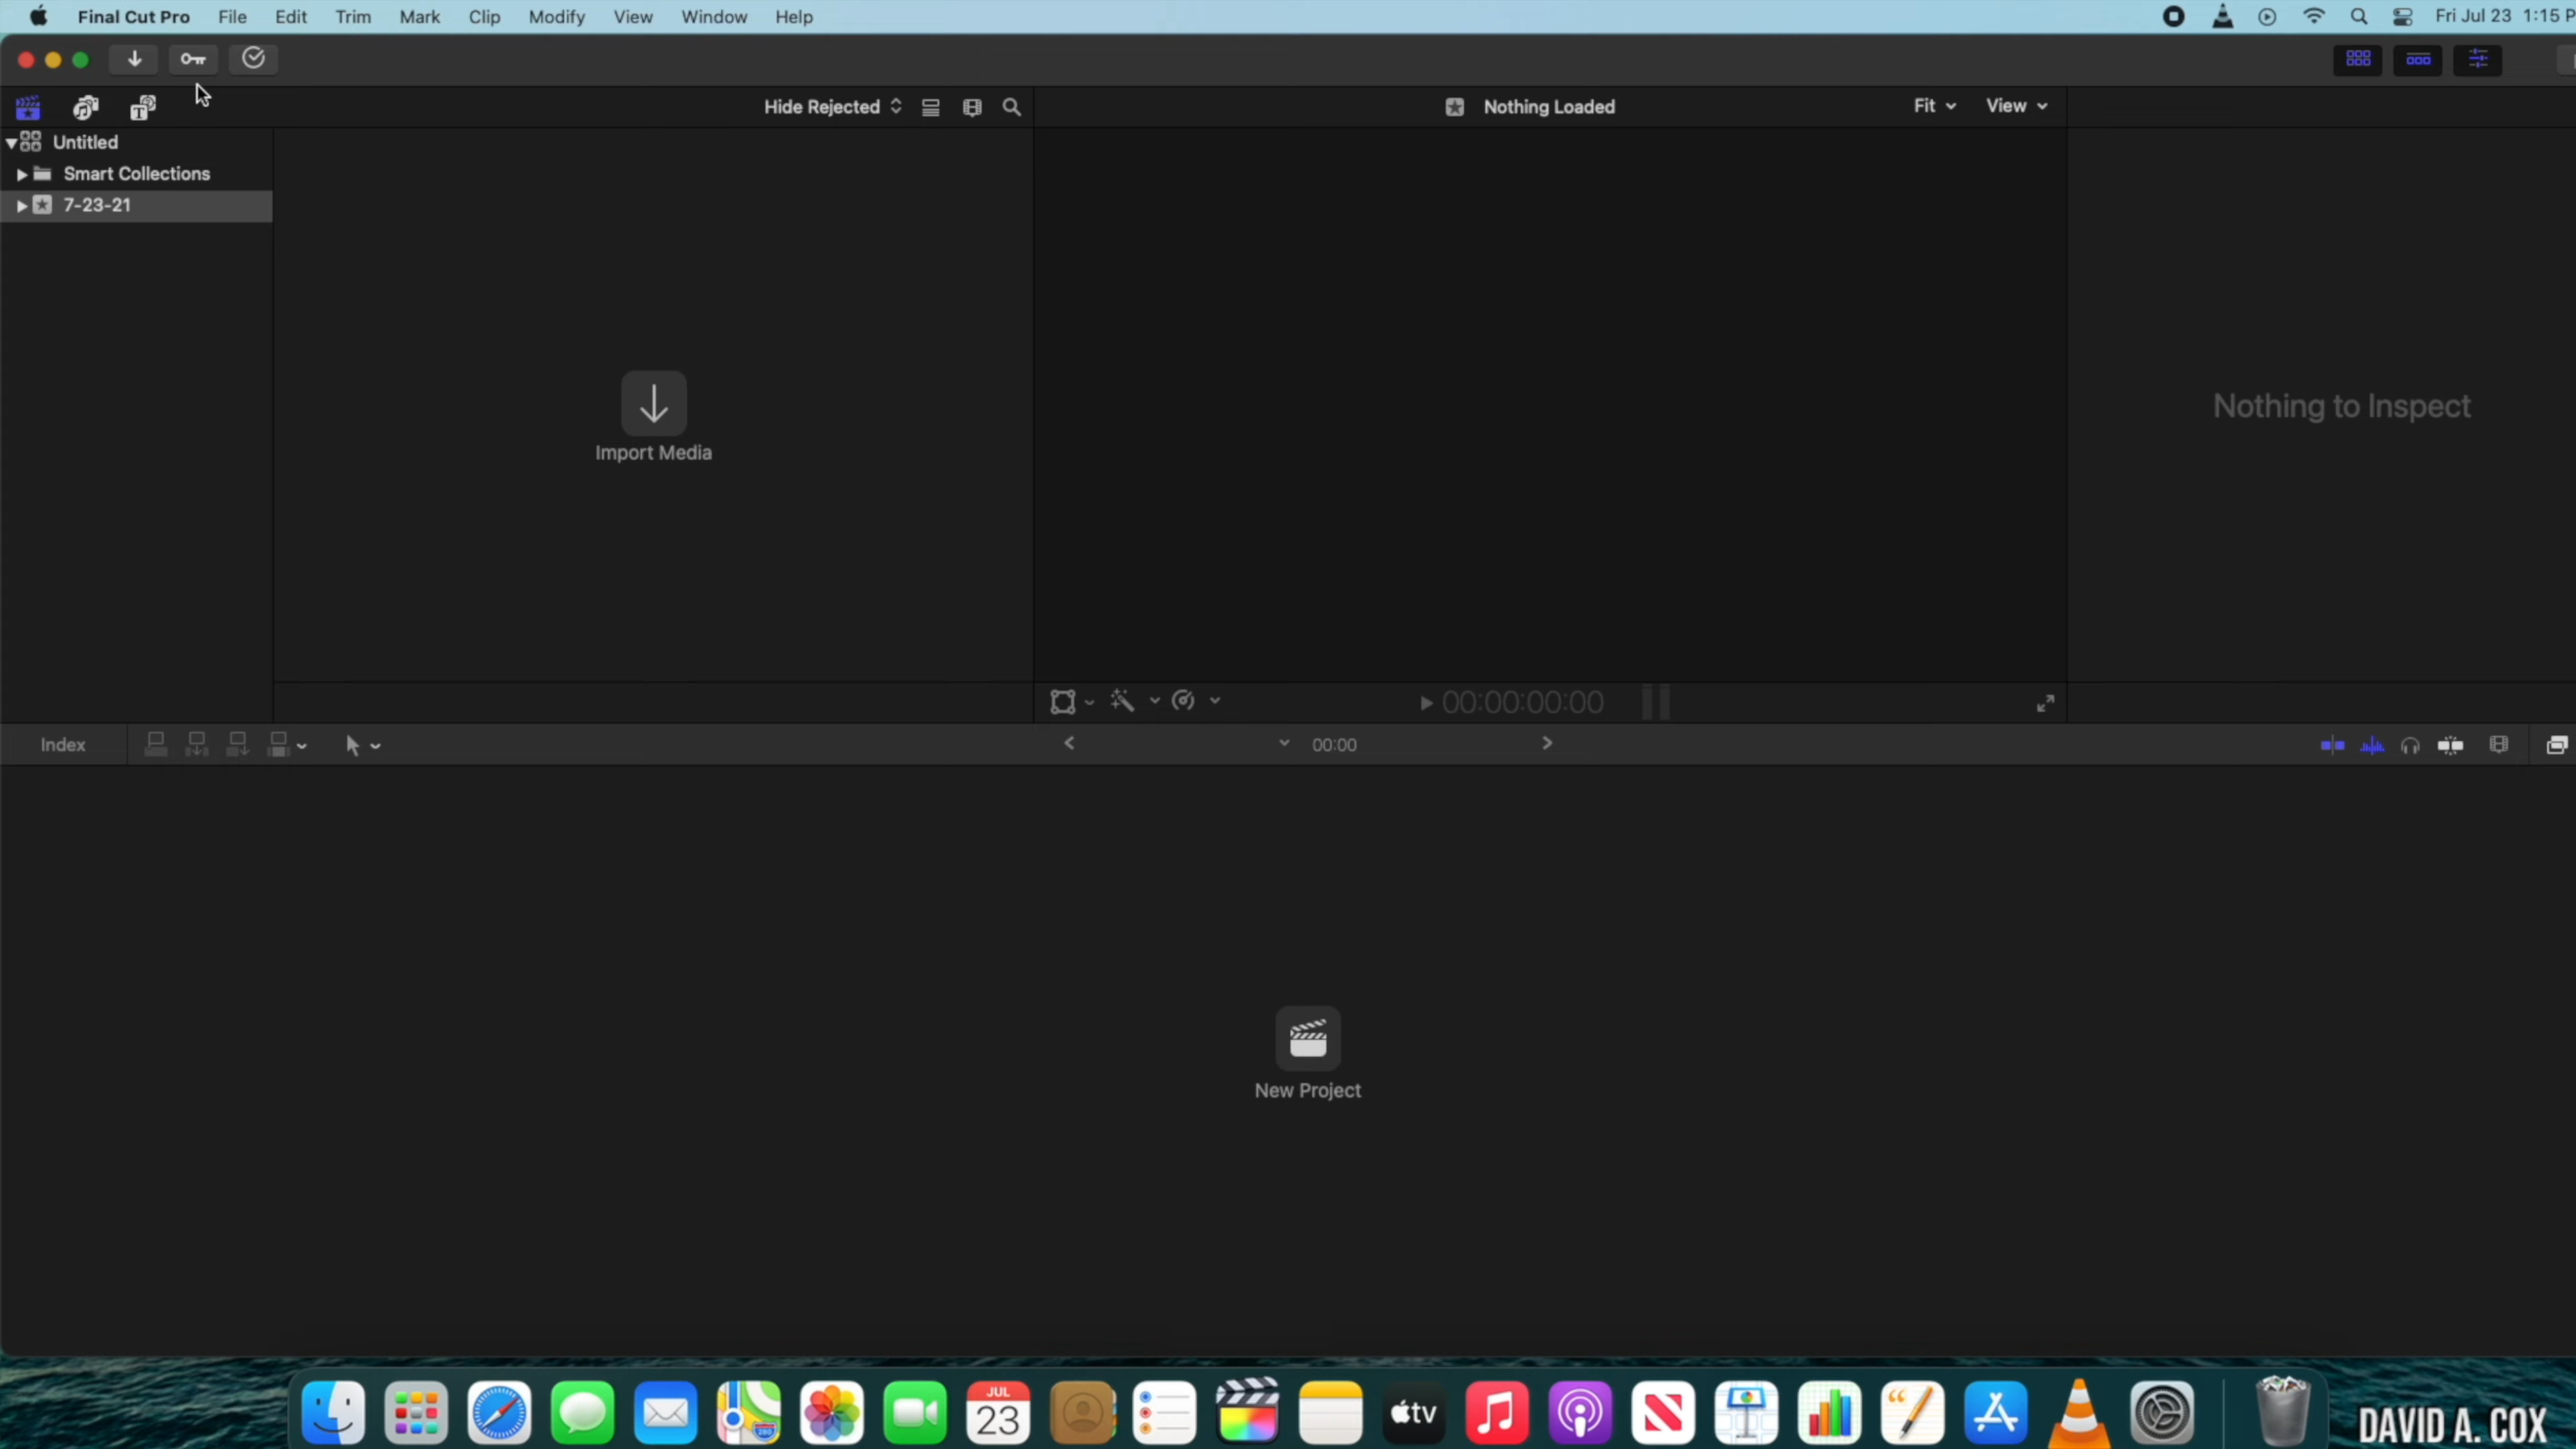 Final Cut Pro File Edit Trim Mark Clip Modify View Window Help Fri Jul 23 1:15 P
Hide Rejected Nothing Loaded Fit View
Untitled
Smart Collections
7-23-21
Nothing to Inspect
Import Media
00:00:00:00
Index 00:00
New Project
JUL
23
280
tv
DAVID A. COX